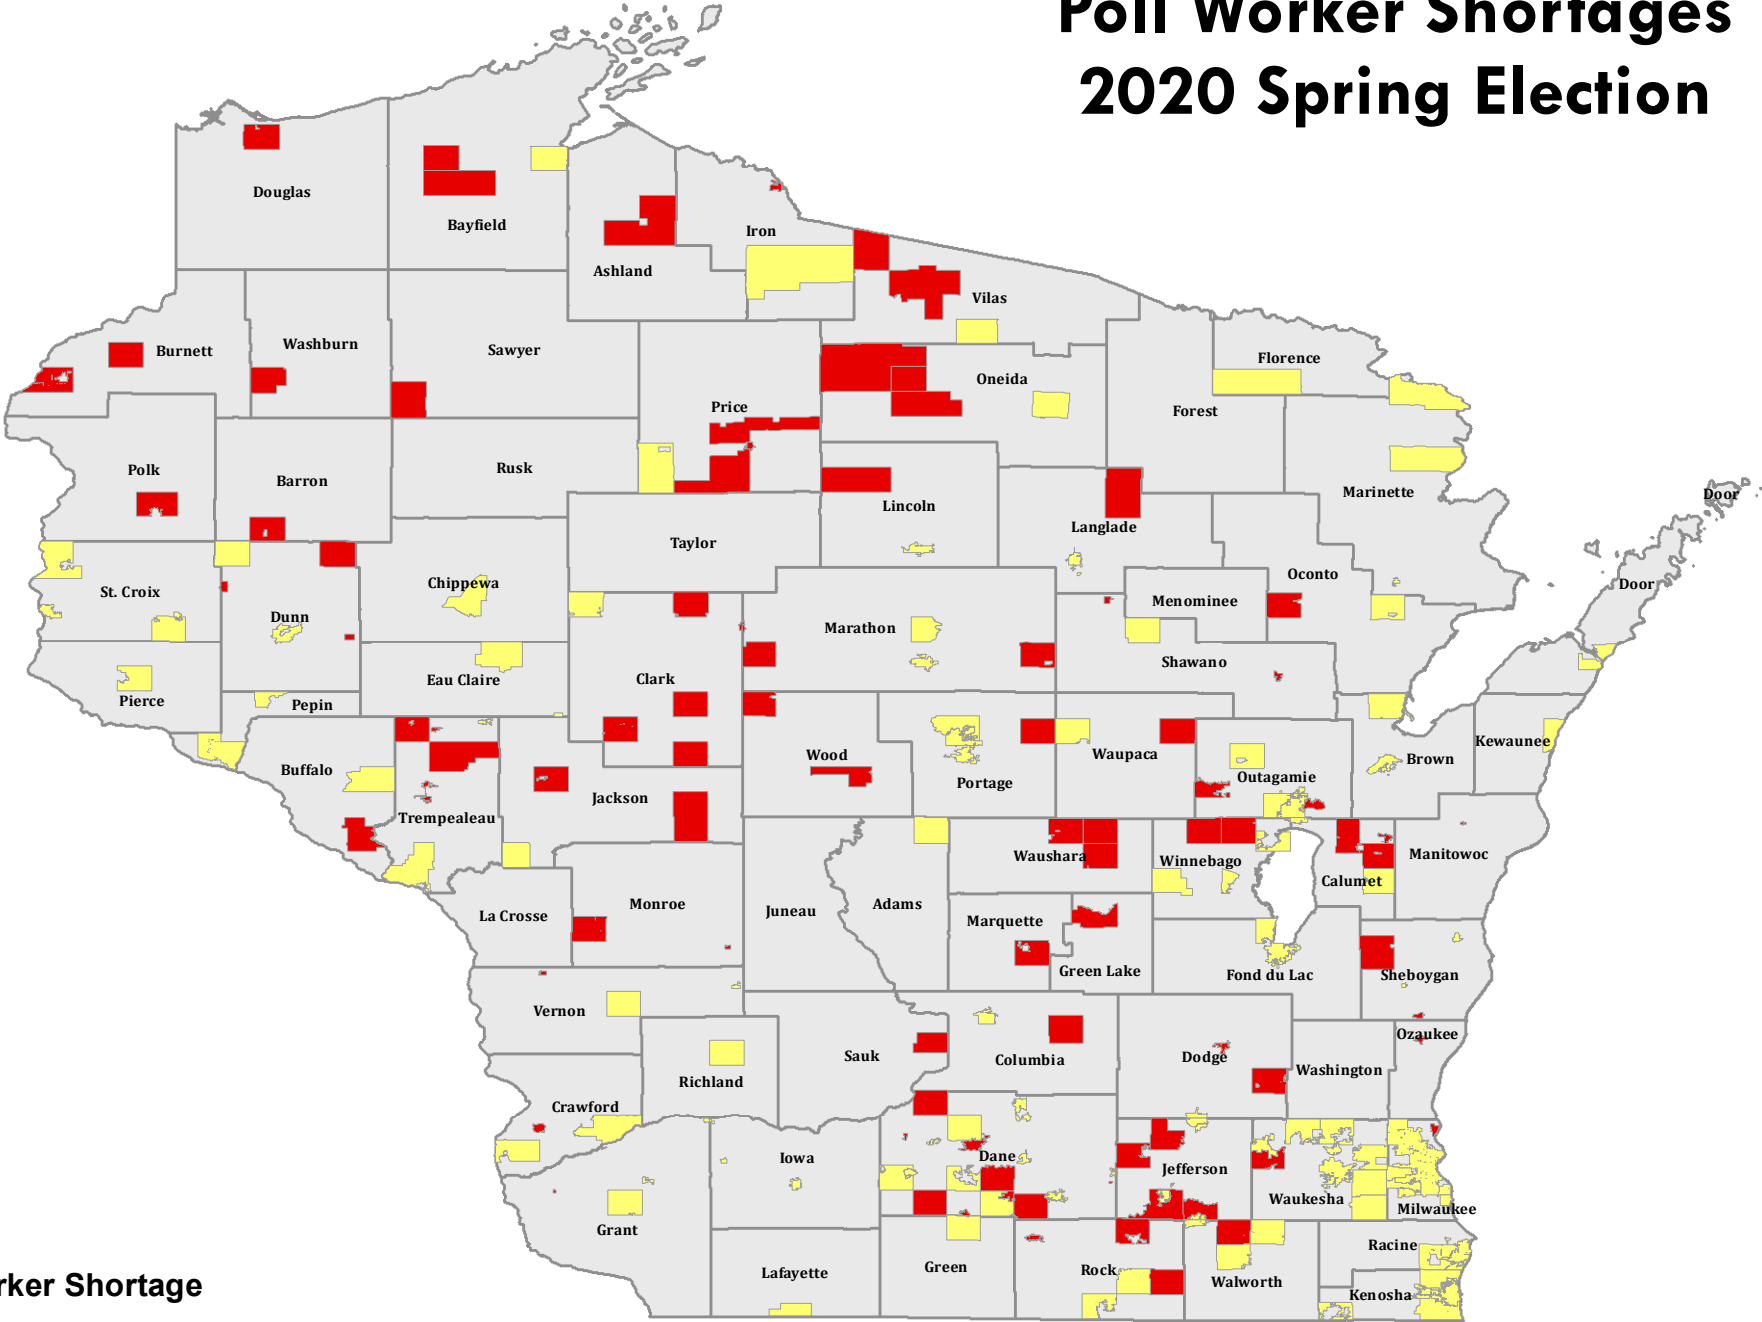 Poll Worker Shortages
2020 Spring Election
Douglas
Bayfield
Iron
Ashland
Vilas
Burnett
Washburn
Sawyer
Florence
Oneida
Price
Forest
Polk
Barron
Rusk
Marinette
Door
Lincoln
Langlade
Taylor
Oconto
Door
St. Croix
Chippewa
Menominee
Dunn
Marathon
Shawano
Eau Claire
Clark
Pierce
Pepin
Kewaunee
Wood
Waupaca
Brown
Buffalo
Outagamie
Portage
Jackson
Trempealeau
Waushara
Winnebago
Manitowoc
Calumet
Monroe
Adams
Juneau
La Crosse
Marquette
Green Lake
Fond du Lac
Sheboygan
Vernon
Ozaukee
Sauk
Columbia
Dodge
Washington
Richland
Crawford
Iowa
Dane
Jefferson
Waukesha
Milwaukee
Grant
Racine
Green
Lafayette
Rock
Walworth
Kenosha
rker Shortage